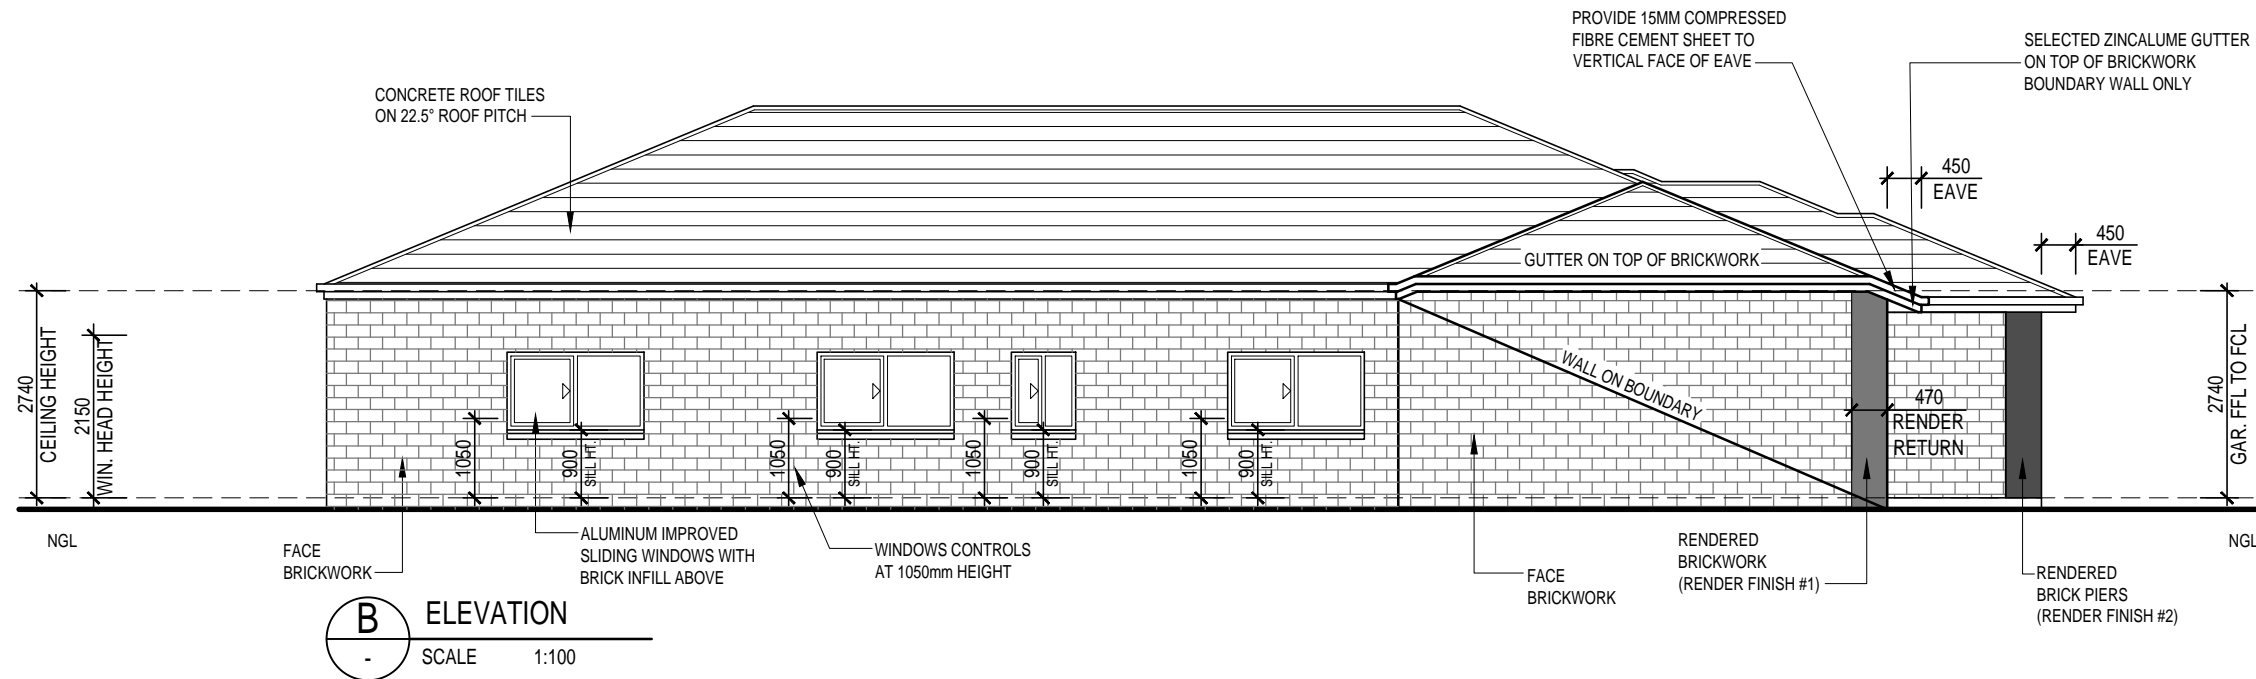 PROVIDE 15MM COMPRESSED
FIBRE CEMENT SHEET TO
VERTICAL FACE OF EAVE
SELECTED ZINCALUME GUTTER
ON TOP OF BRICKWORK
BOUNDARY WALL ONLY
CONCRETE ROOF TILES
ON 22.5° ROOF PITCH
450
EAVE
450
EAVE
GUTTER ON TOP OF BRICKWORK
2740
CEILING HEIGHT
2150
WIN. HEAD HEIGHT
1050
900
SILL HT.
1050
900
SILL HT.
1050
900
SILL HT.
1050
900
SILL HT.
WALL ON BOUNDARY
470
RENDER
RETURN
2740
GAR. FFL TO FCL
NGL
FACE
BRICKWORK
ALUMINUM IMPROVED
SLIDING WINDOWS WITH
BRICK INFILL ABOVE
WINDOWS CONTROLS
AT 1050mm HEIGHT
FACE
BRICKWORK
RENDERED
BRICKWORK
(RENDER FINISH #1)
RENDERED
BRICK PIERS
(RENDER FINISH #2)
NGL
B
-
ELEVATION
SCALE 1:100